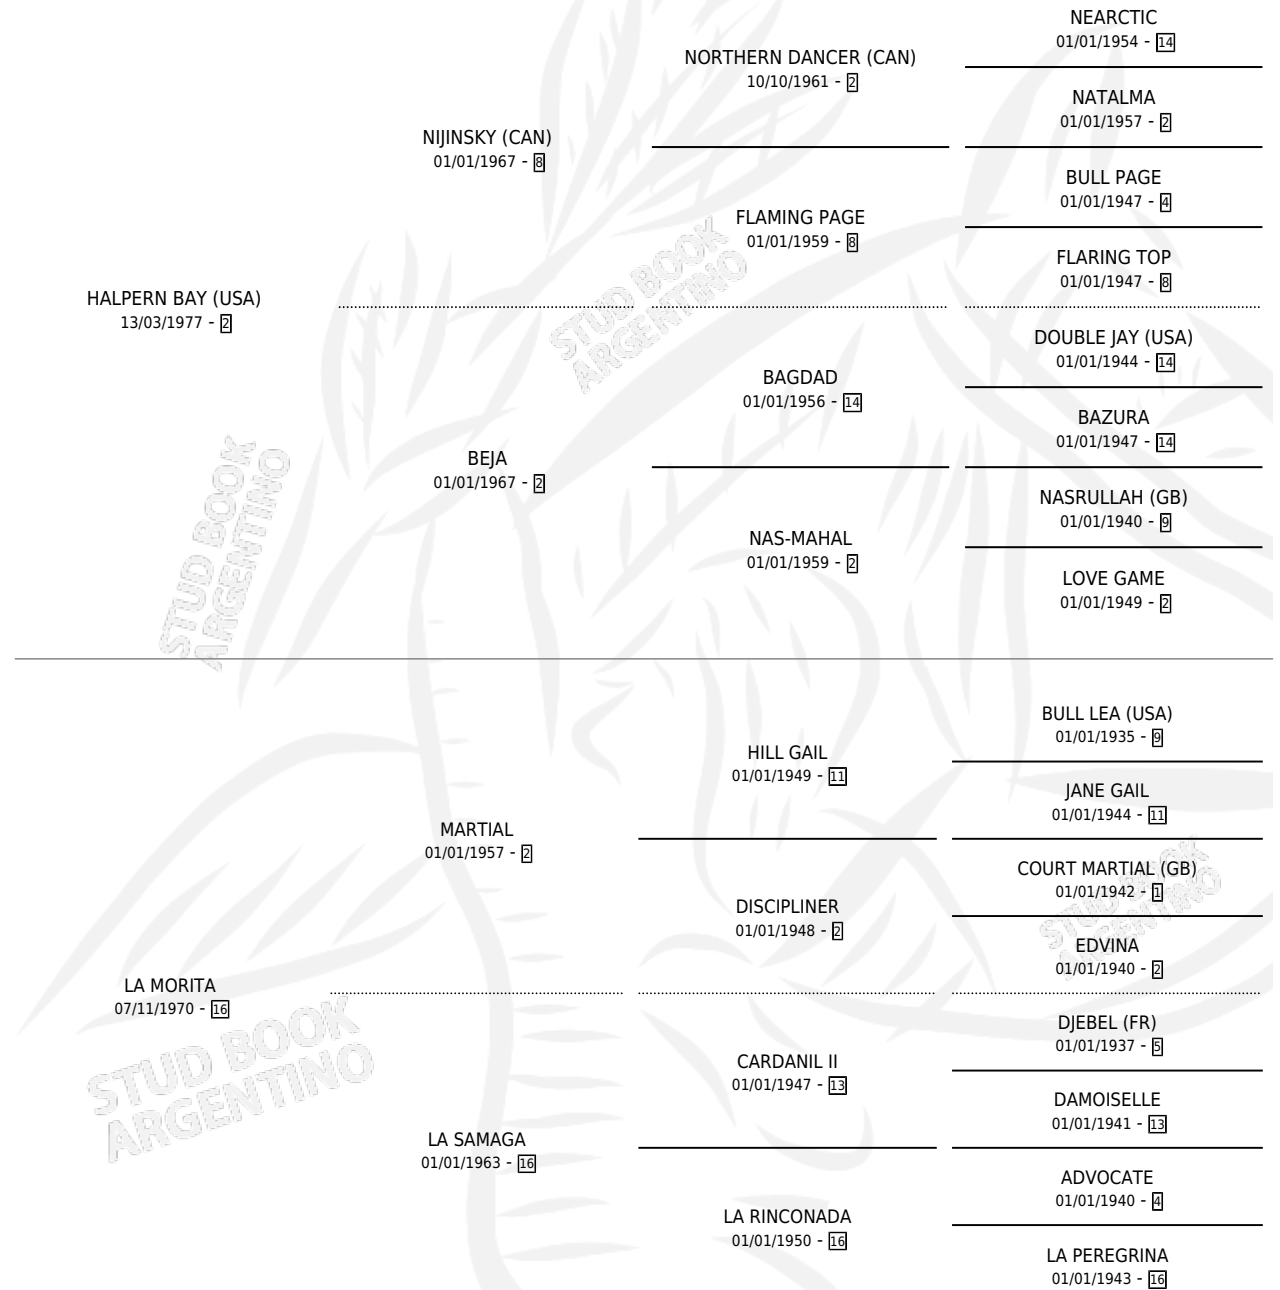 NEARCTIC
01/01/1954 - 14
NORTHERN DANCER (CAN)
10/10/1961 - 2
NATALMA
01/01/1957 - 2
NIJINSKY (CAN)
01/01/1967 - 8
BULL PAGE
01/01/1947 - 4
FLAMING PAGE
01/01/1959 - 8
FLARING TOP
01/01/1947 - 8
HALPERN BAY (USA)
13/03/1977 - 2
STUD BOOK
ARGENTINO
DOUBLE JAY (USA)
01/01/1944 - 14
BAGDAD
01/01/1956 - 14
BAZURA
01/01/1947 - 14
BEJA
01/01/1967 - 2
NASRULLAH (GB)
01/01/1940 - 9
NAS-MAHAL
01/01/1959 - 2
LOVE GAME
01/01/1949 - 2
STUD BOOK
ARGENTINO
BULL LEA (USA)
01/01/1935 - 9
HILL GAIL
01/01/1949 - 11
JANE GAIL
01/01/1944 - 11
MARTIAL
01/01/1957 - 2
COURT MARTIAL (GB)
01/01/1942 - 1
DISCIPLINER
01/01/1948 - 2
STUD BOOK
ARGENTINO
EDVINA
01/01/1940 - 2
LA MORITA
07/11/1970 - 16
DJEBEL (FR)
01/01/1937 - 5
CARDANIL II
01/01/1947 - 13
DAMOISELLE
01/01/1941 - 13
STUD BOOK
ARGENTINO
LA SAMAGA
01/01/1963 - 16
ADVOCATE
01/01/1940 - 4
LA RINCONADA
01/01/1950 - 16
LA PEREGRINA
01/01/1943 - 16